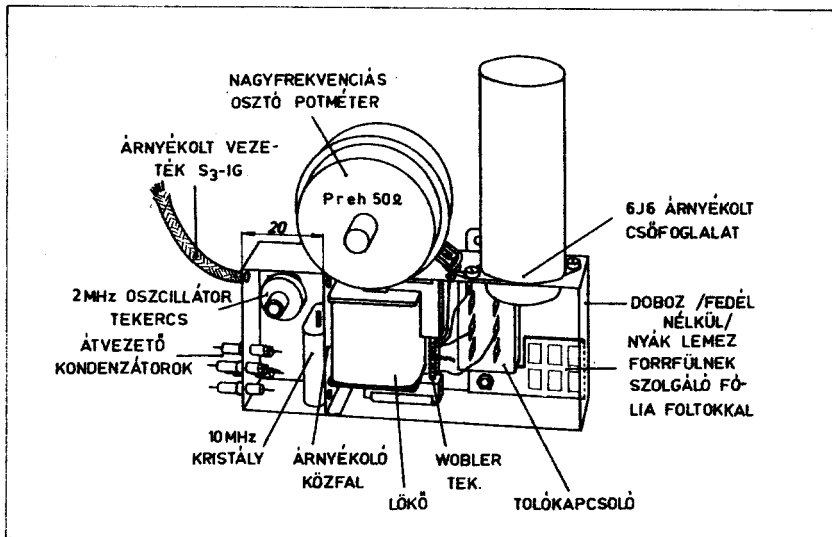 NAGYFREKVENCIÁS
OSZTÓ POTMÉTER
ÁRNYÉKOLT VEZE-
TÉK S₃-IG
Preh 50Ω
20
6J6 ÁRNYÉKOLT
CSŐFOGLALAT
2MHz OSZCILLÁTOR
TEKERCS
ÁTVEZETŐ
KONDENZÁTOROK
DOBOZ /FEDÉL
NÉLKÜL/
NYÁK LEMEZ
FORRFÜLNEK
SZOLGÁLÓ FÓ-
LIA FOLTOKKAL
10MHz
KRISTÁLY
ÁRNYÉKOLÓ
KÖZFAL
LÖKŐ
WOBLER
TEK.
TOLÓKAPCSOLÓ